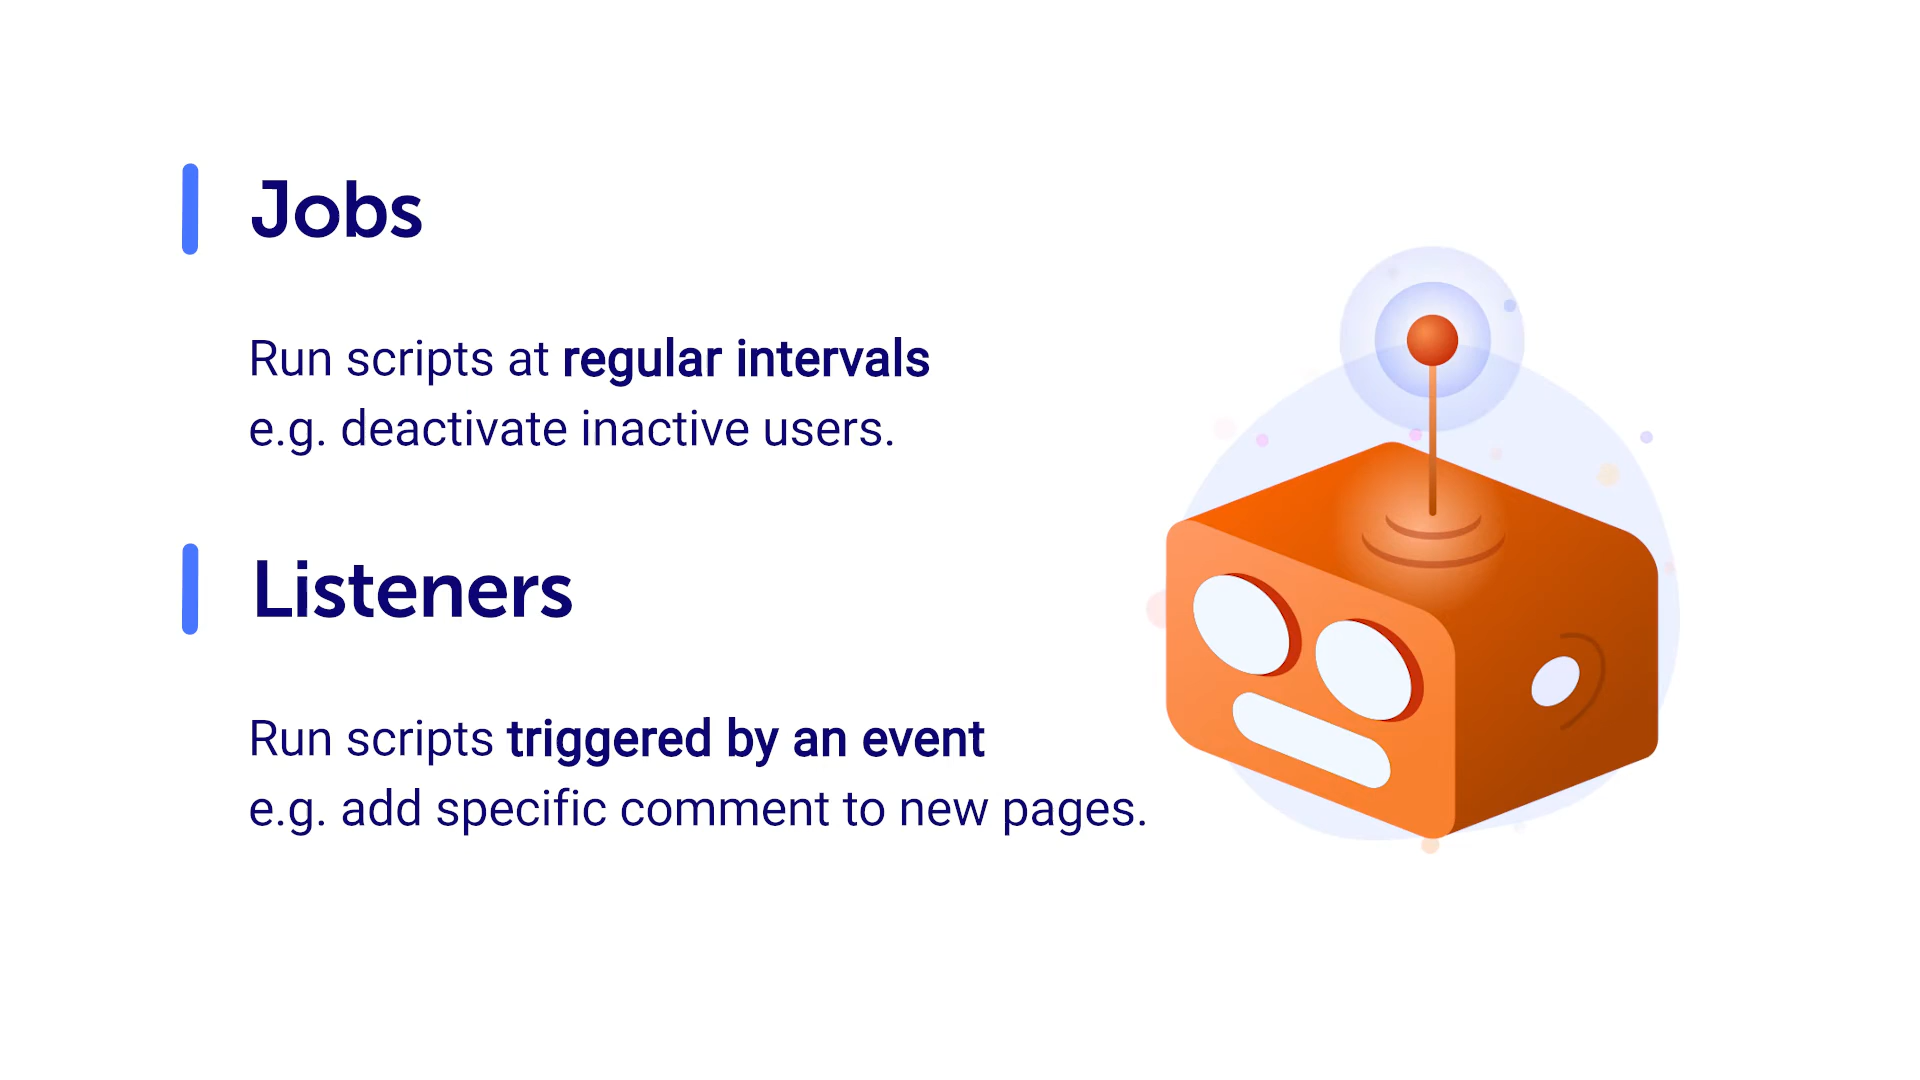 Jobs
Run scripts at regular intervals
e.g. deactivate inactive users.
Listeners
Run scripts triggered by an event
e.g. add specific comment to new pages.